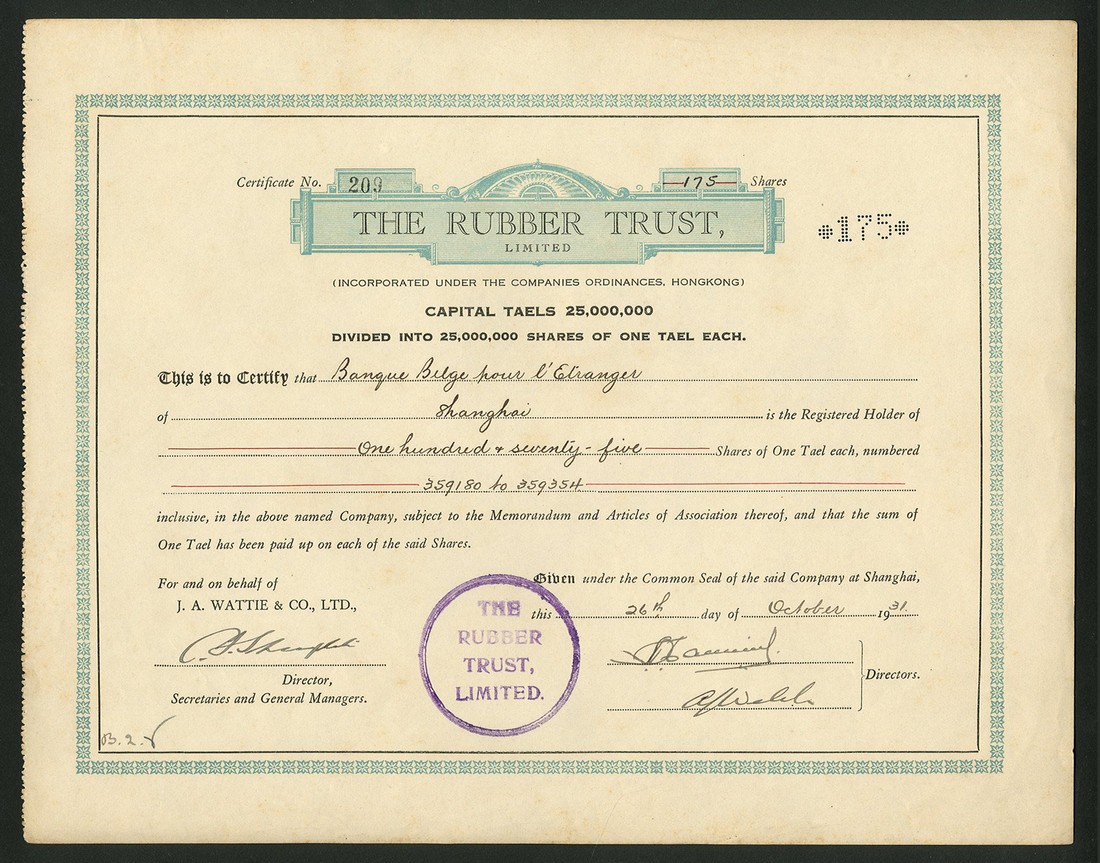 Certificate No. 209 175 Shares
THE RUBBER TRUST,
LIMITED
*175*
(INCORPORATED UNDER THE COMPANIES ORDINANCES, HONGKONG)
CAPITAL TAELS 25,000,000
DIVIDED INTO 25,000,000 SHARES OF ONE TAEL EACH.
This is to Certify that Banque Belge pour l'Etranger
of Shanghai is the Registered Holder of
One hundred & seventy-five Shares of One Tael each, numbered
359180 to 359354
inclusive, in the above named Company, subject to the Memorandum and Articles of Association thereof, and that the sum of
One Tael has been paid up on each of the said Shares.
For and on behalf of
J. A. WATTIE & CO., LTD.,
Director,
Secretaries and General Managers.
Given under the Common Seal of the said Company at Shanghai,
this 26th day of October 1931.
Directors.
THE
RUBBER
TRUST,
LIMITED.
B. 2.